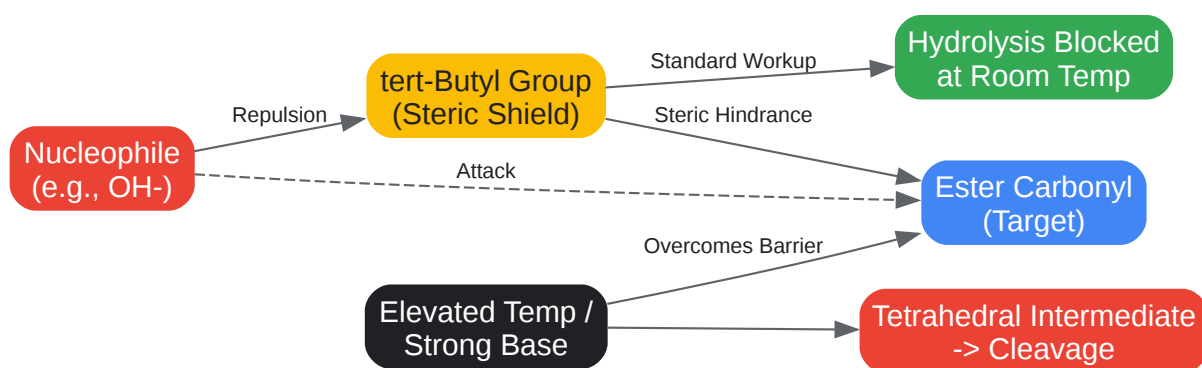 Nucleophile
(e.g., OH-)
Repulsion
tert-Butyl Group
(Steric Shield)
Standard Workup
Hydrolysis Blocked
at Room Temp
Steric Hindrance
Attack
Ester Carbonyl
(Target)
Overcomes Barrier
Elevated Temp /
Strong Base
Tetrahedral Intermediate
-> Cleavage